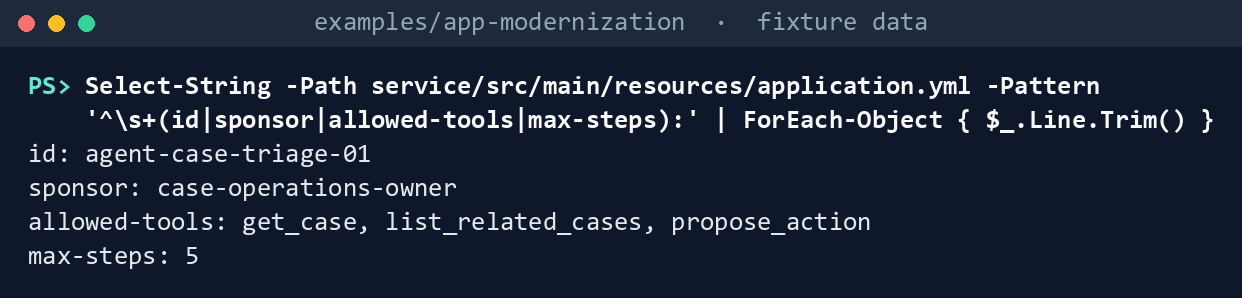 examples/app-modernization · fixture data
PS> Select-String -Path service/src/main/resources/application.yml -Pattern
'^\s+(id|sponsor|allowed-tools|max-steps):' | ForEach-Object { $_.Line.Trim() }
id: agent-case-triage-01
sponsor: case-operations-owner
allowed-tools: get_case, list_related_cases, propose_action
max-steps: 5